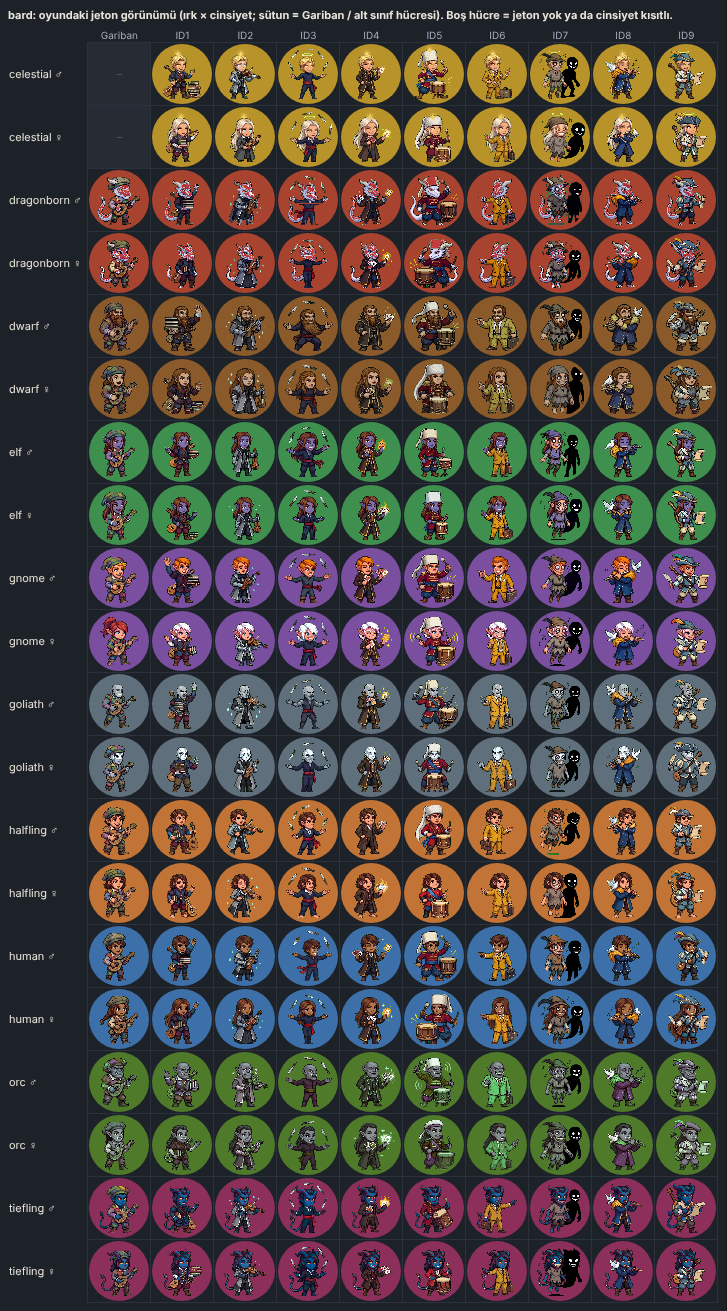 bard: oyundaki jeton görünümü (ırk × cinsiyet; sütun = Gariban / alt sınıf hücresi). Boş hücre = jeton yok ya da cinsiyet kısıtlı.
Gariban ID1 ID2 ID3 ID4 ID5 ID6 ID7 ID8 ID9
celestial ♂ –
celestial ♀ –
dragonborn ♂
dragonborn ♀
dwarf ♂
dwarf ♀
elf ♂
elf ♀
gnome ♂
gnome ♀
goliath ♂
goliath ♀
halfling ♂
halfling ♀
human ♂
human ♀
orc ♂
orc ♀
tiefling ♂
tiefling ♀